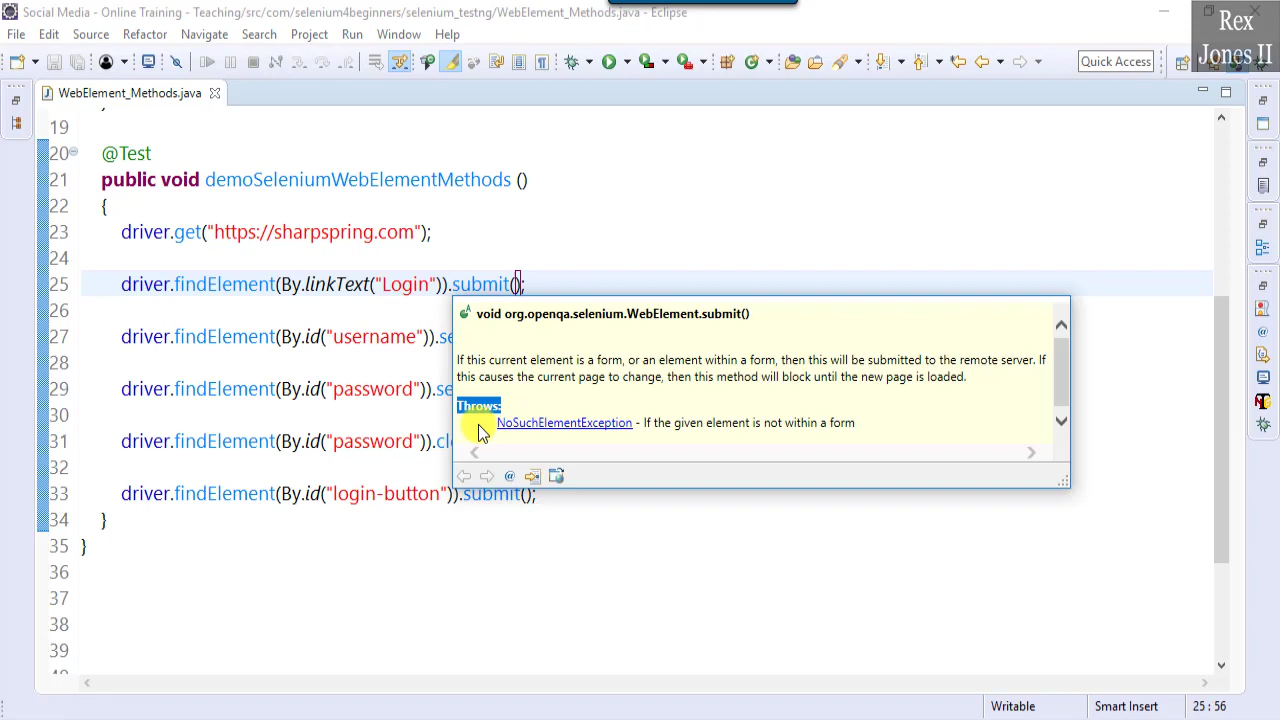 Social Media - Online Training - Teaching/src/com/selenium4beginners/selenium_testng/WebElement_Methods.java - Eclipse
Rex
Jones II
File Edit Source Refactor Navigate Search Project Run Window Help
Quick Access
WebElement_Methods.java
19
20 @Test
21 public void demoSeleniumWebElementMethods ()
22 {
23 driver.get("https://sharpspring.com");
24
25 driver.findElement(By.linkText("Login")).submit();
26
27 driver.findElement(By.id("username")).se
28
29 driver.findElement(By.id("password")).se
30
31 driver.findElement(By.id("password")).cl
32
33 driver.findElement(By.id("login-button")).submit();
34 }
35 }
36
37
38
39
void org.openqa.selenium.WebElement.submit()
If this current element is a form, or an element within a form, then this will be submitted to the remote server. If
this causes the current page to change, then this method will block until the new page is loaded.
Throws:
NoSuchElementException - If the given element is not within a form
Writable Smart Insert 25 : 56